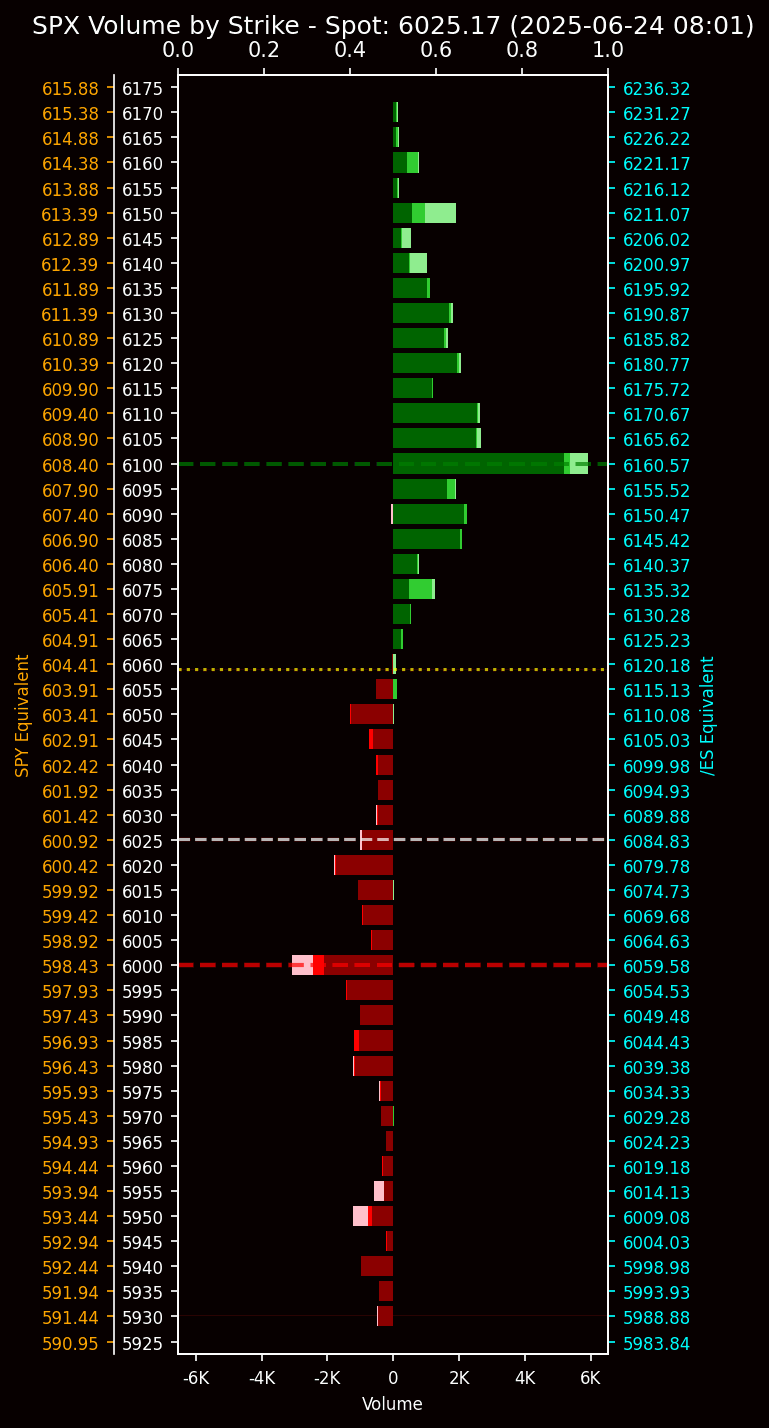 SPX Volume by Strike - Spot: 6025.17 (2025-06-24 08:01)
0.0 0.2 0.4 0.6 0.8 1.0
615.88 6175 6236.32
615.38 6170 6231.27
614.88 6165 6226.22
614.38 6160 6221.17
613.88 6155 6216.12
613.39 6150 6211.07
612.89 6145 6206.02
612.39 6140 6200.97
611.89 6135 6195.92
611.39 6130 6190.87
610.89 6125 6185.82
610.39 6120 6180.77
609.90 6115 6175.72
609.40 6110 6170.67
608.90 6105 6165.62
608.40 6100 6160.57
607.90 6095 6155.52
607.40 6090 6150.47
606.90 6085 6145.42
606.40 6080 6140.37
605.91 6075 6135.32
605.41 6070 6130.28
604.91 6065 6125.23
604.41 6060 6120.18
603.91 6055 6115.13
603.41 6050 6110.08
602.91 6045 6105.03
602.42 6040 6099.98
601.92 6035 6094.93
601.42 6030 6089.88
600.92 6025 6084.83
600.42 6020 6079.78
599.92 6015 6074.73
599.42 6010 6069.68
598.92 6005 6064.63
598.43 6000 6059.58
597.93 5995 6054.53
597.43 5990 6049.48
596.93 5985 6044.43
596.43 5980 6039.38
595.93 5975 6034.33
595.43 5970 6029.28
594.93 5965 6024.23
594.44 5960 6019.18
593.94 5955 6014.13
593.44 5950 6009.08
592.94 5945 6004.03
592.44 5940 5998.98
591.94 5935 5993.93
591.44 5930 5988.88
590.95 5925 5983.84
SPY Equivalent
/ES Equivalent
-6K -4K -2K 0 2K 4K 6K
Volume